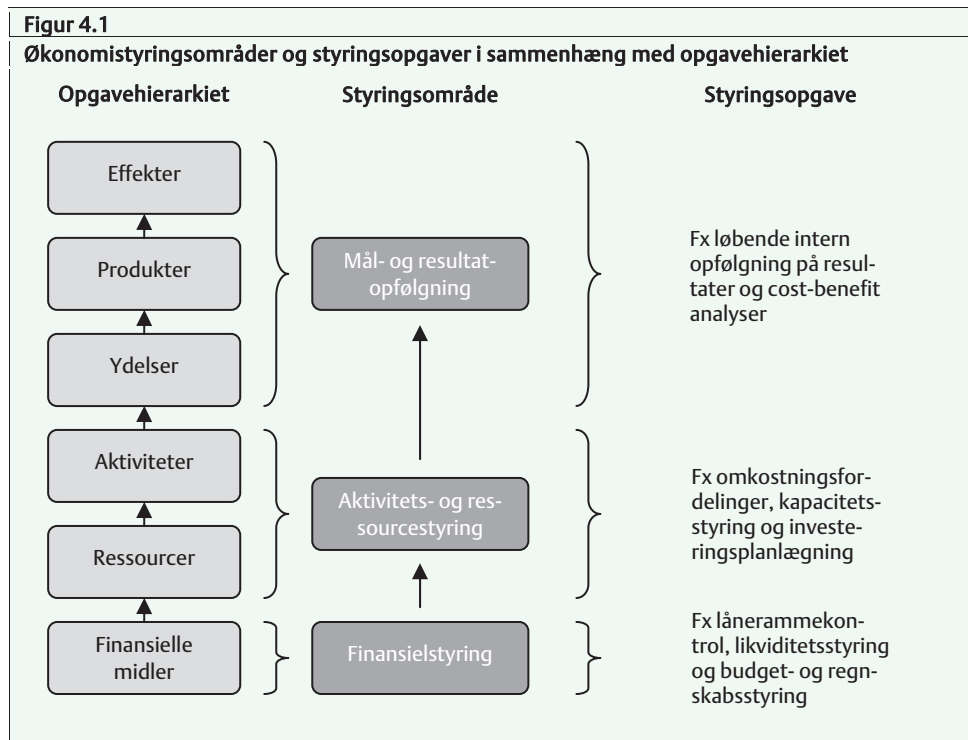 Figur 4.1
Økonomistyringsområder og styringsopgaver i sammenhæng med opgavehierarkiet
Opgavehierarkiet
Styringsområde
Styringsopgave
Effekter
Produkter
Ydelser
Mål- og resultat-
opfølgning
Fx løbende intern
opfølgning på resul-
tater og cost-benefit
analyser
Aktiviteter
Ressourcer
Aktivitets- og res-
sourcestyring
Fx omkostningsfor-
delinger, kapacitets-
styring og investe-
ringsplanlægning
Finansielle
midler
Finansielstyring
Fx lånerammekon-
trol, likviditetsstyring
og budget- og regn-
skabsstyring